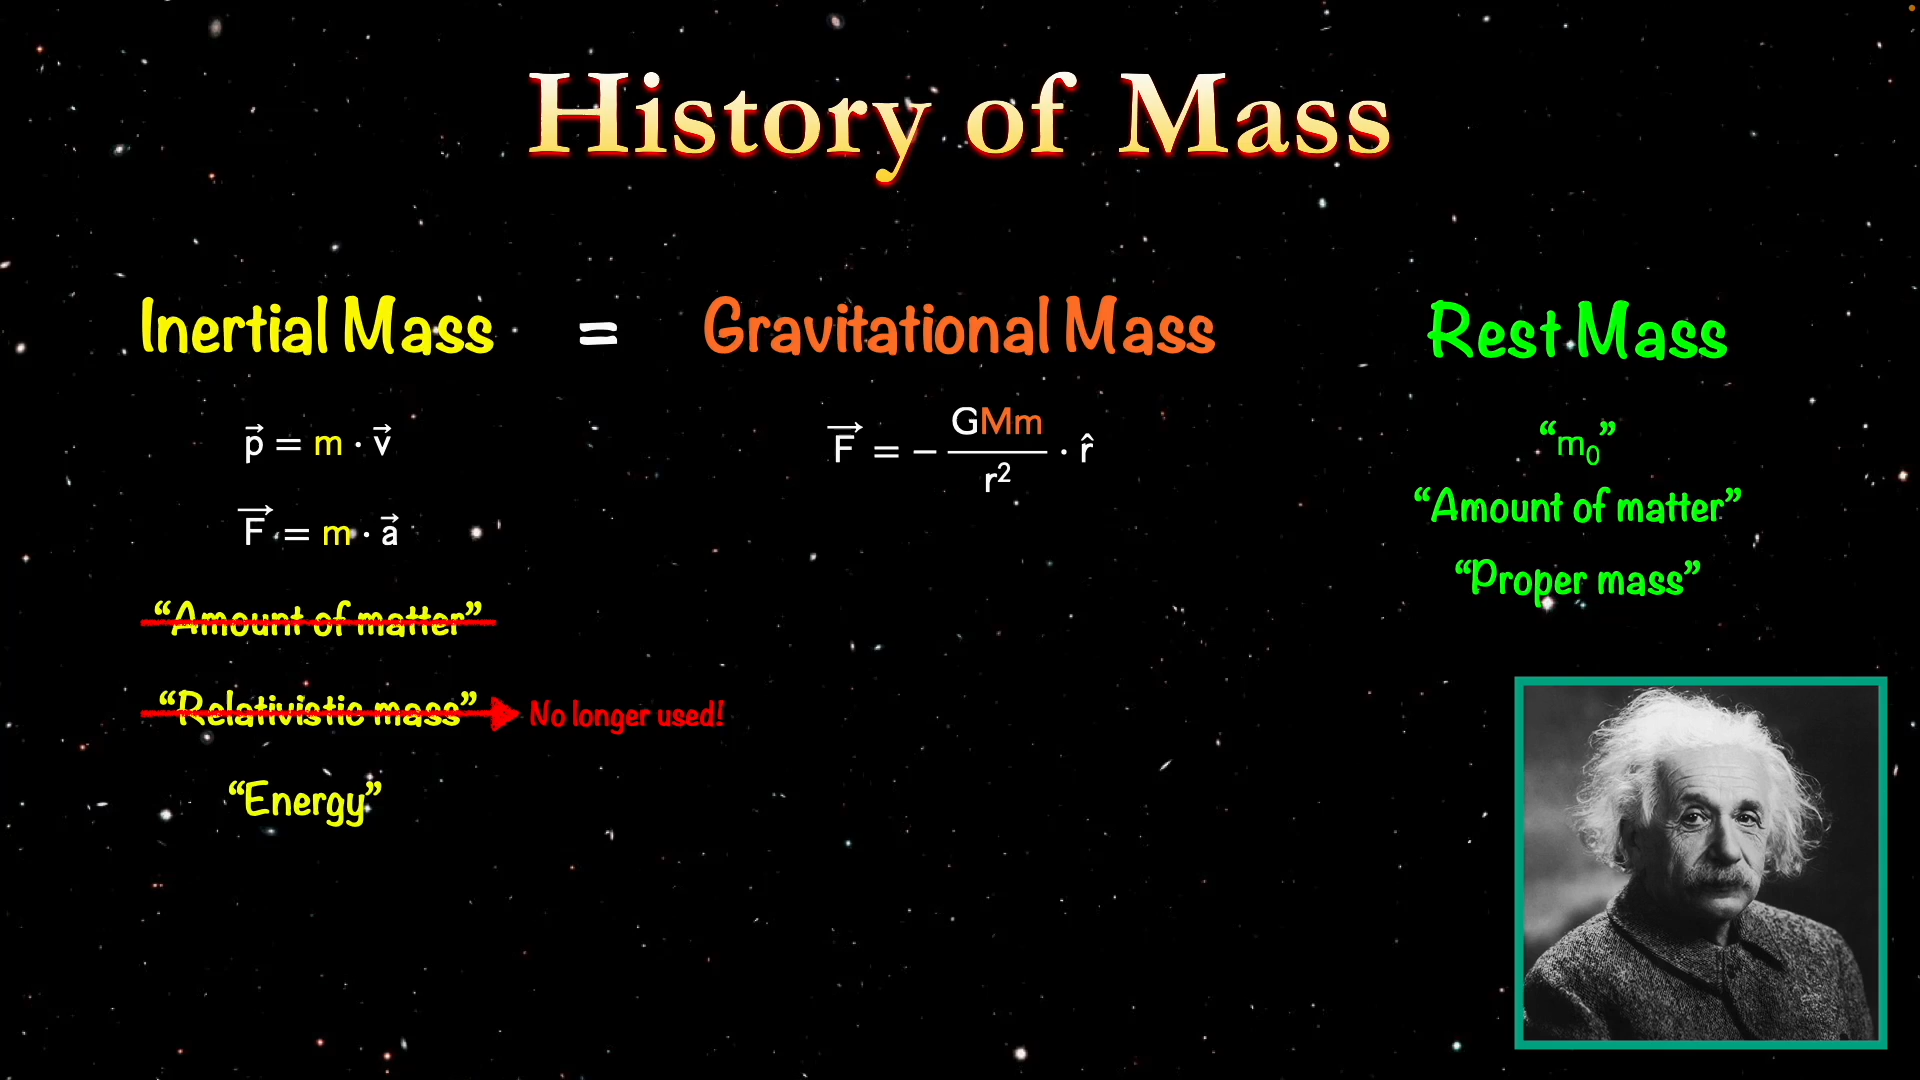 History of Mass
Inertial Mass = Gravitational Mass
Rest Mass
p⃗ = m · v⃗
F⃗ = m · a⃗
“Amount of matter”
“Relativistic mass” No longer used!
“Energy”
F⃗ = − GMm / r² · r̂
“m₀”
“Amount of matter”
“Proper mass”